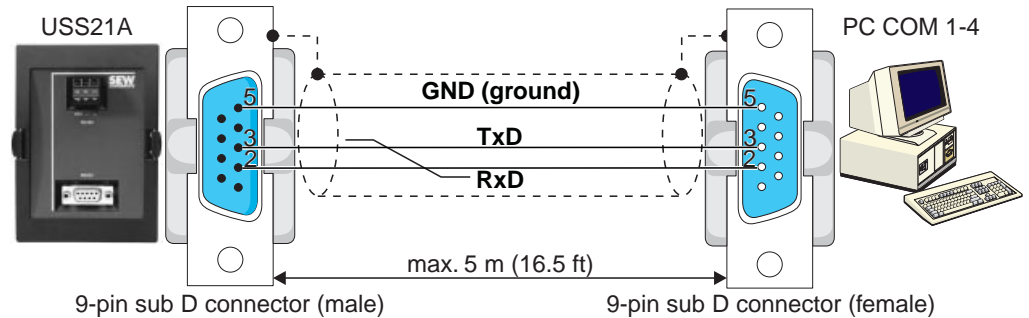 USS21A
PC COM 1-4
SEW
5
GND (ground)
5
3
TxD
3
2
RxD
2
max. 5 m (16.5 ft)
9-pin sub D connector (male)
9-pin sub D connector (female)